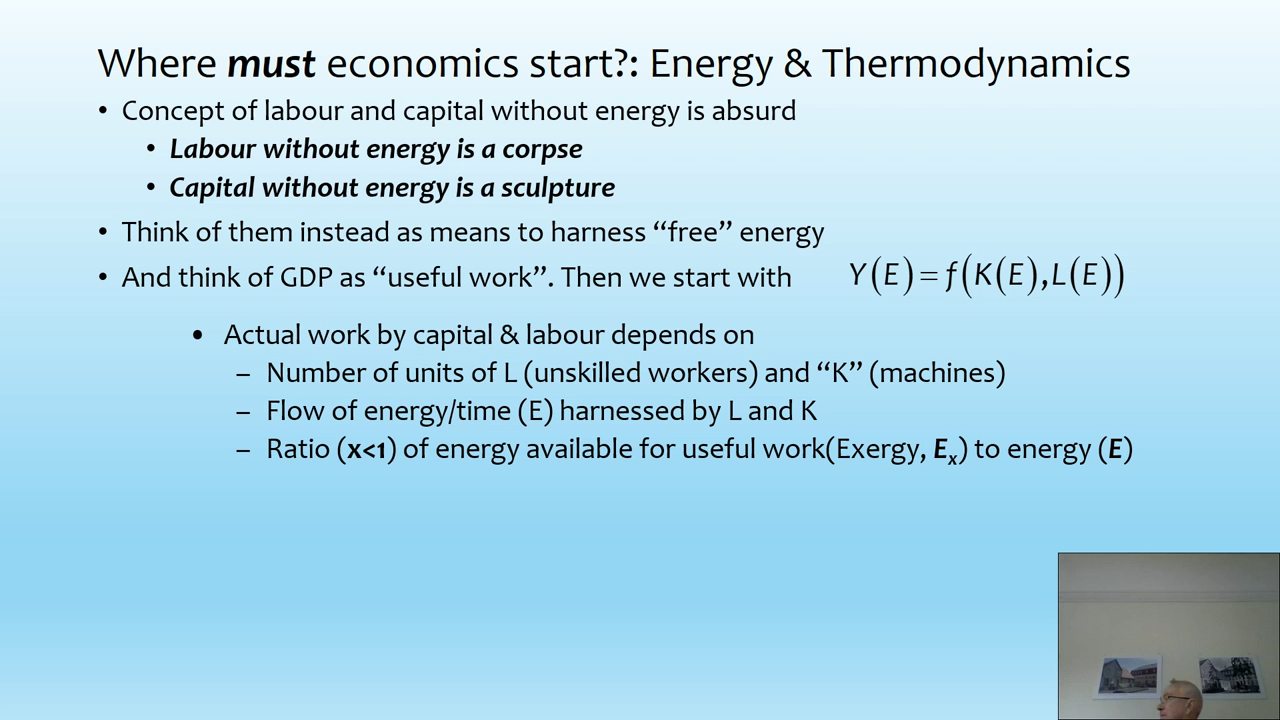 Where must economics start?: Energy & Thermodynamics
• Concept of labour and capital without energy is absurd
• Labour without energy is a corpse
• Capital without energy is a sculpture
• Think of them instead as means to harness “free” energy
• And think of GDP as “useful work”. Then we start with Y(E)=f(K(E),L(E))
• Actual work by capital & labour depends on
– Number of units of L (unskilled workers) and “K” (machines)
– Flow of energy/time (E) harnessed by L and K
– Ratio (x<1) of energy available for useful work(Exergy, Eₓ) to energy (E)